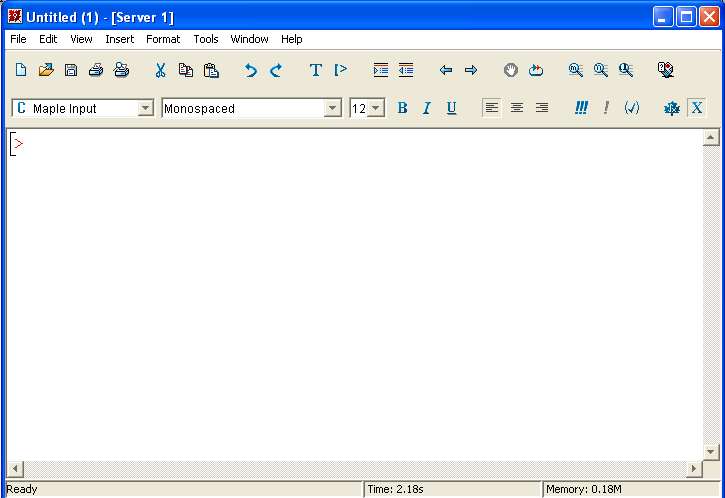 Untitled (1) - [Server 1]
File Edit View Insert Format Tools Window Help
T [>
C Maple Input Monospaced 12 B I U !!! ! (✓) X
[>
Ready Time: 2.18s Memory: 0.18M